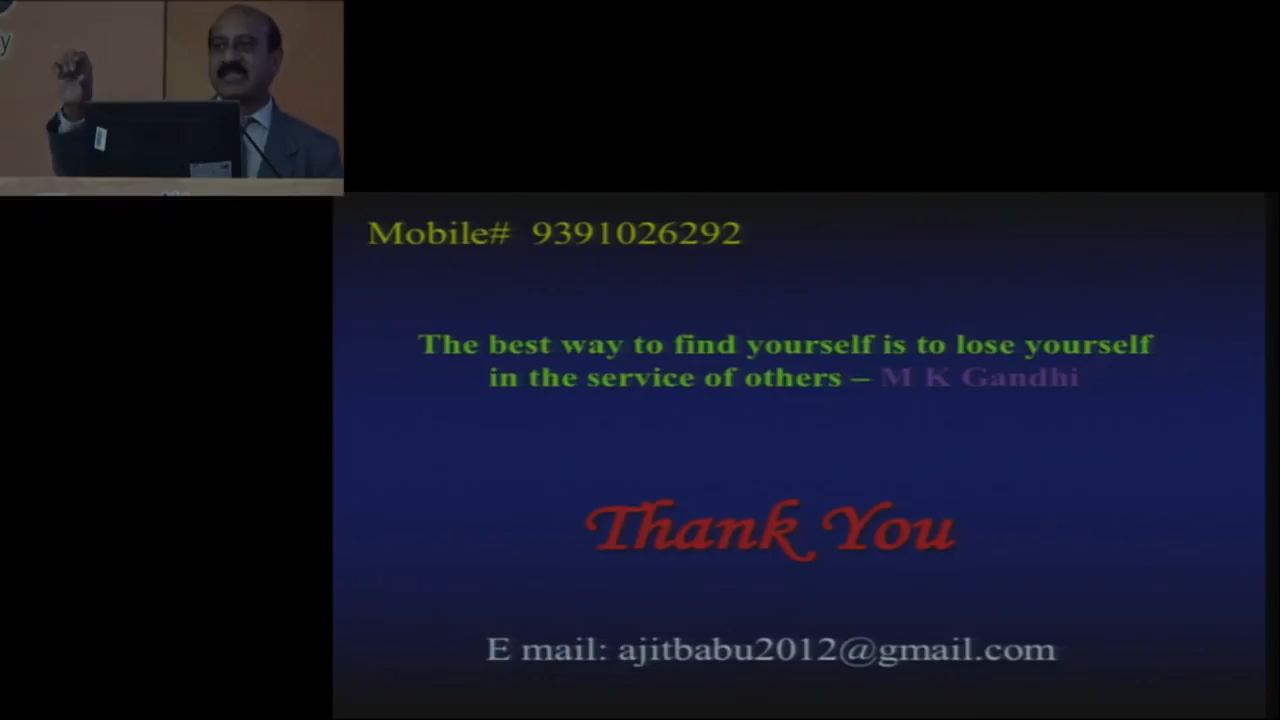 y
Mobile# 9391026292
The best way to find yourself is to lose yourself
in the service of others – M K Gandhi
Thank You
E mail: ajitbabu2012@gmail.com